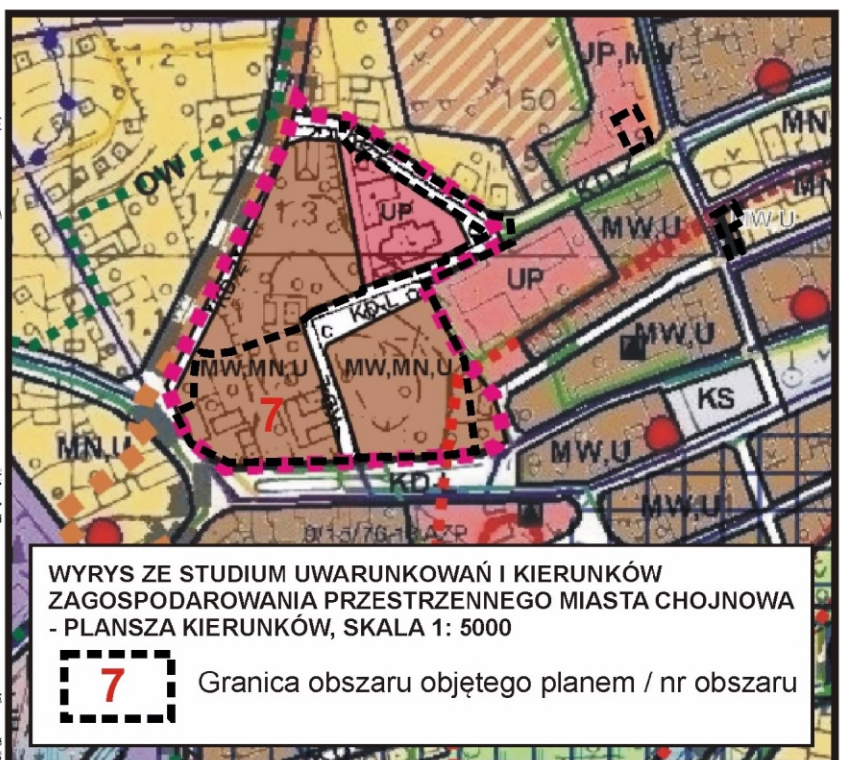 1.2
UP,MW
150
MN
OW
KD
MN
1.3
UP
MW,U
MW,U
UP
KD-L
MW,MN,U
MW,MN,U
MW,U
7
KS
MN,U
MW,U
KD
MW,U
WYRYS ZE STUDIUM UWARUNKOWAŃ I KIERUNKÓW
ZAGOSPODAROWANIA PRZESTRZENNEGO MIASTA CHOJNOWA
- PLANSZA KIERUNKÓW, SKALA 1: 5000
7 Granica obszaru objętego planem / nr obszaru